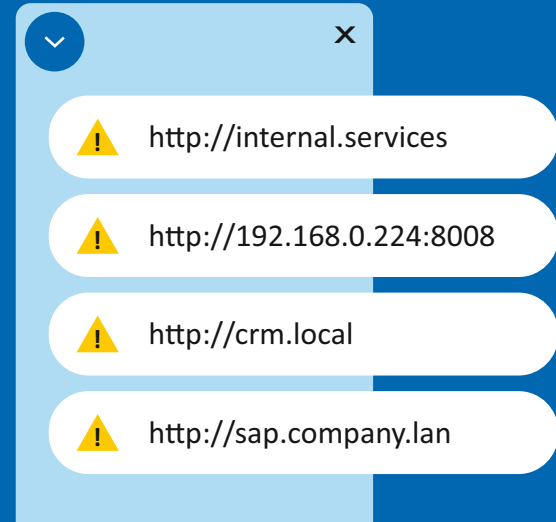 http://internal.services
http://192.168.0.224:8008
http://crm.local
http://sap.company.lan